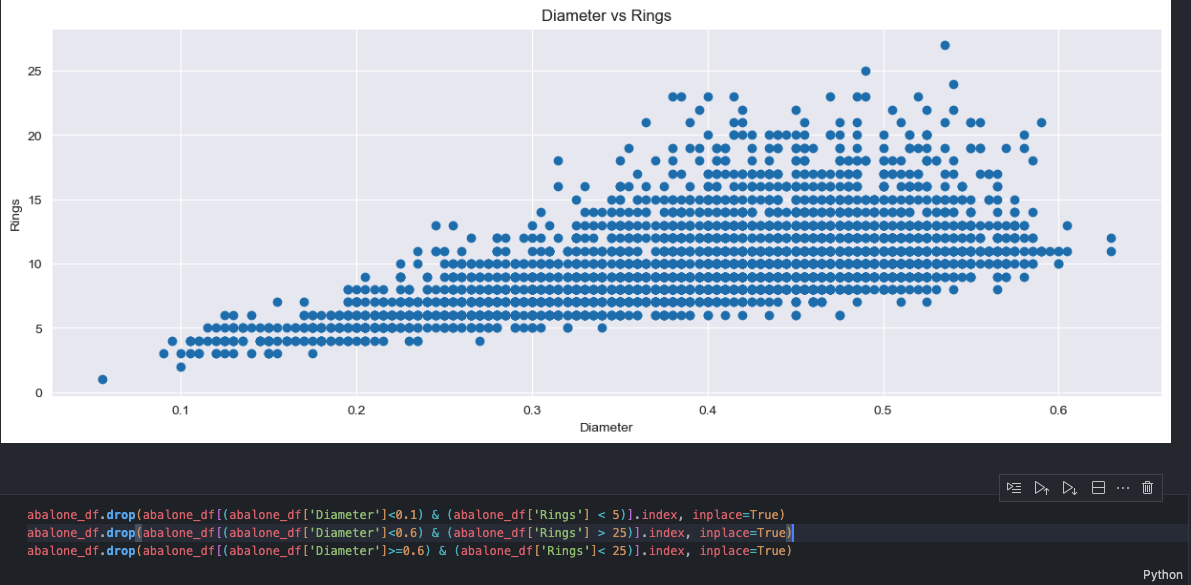 Diameter vs Rings
25
20
15
10
5
0
Rings
0.1 0.2 0.3 0.4 0.5 0.6
Diameter
abalone_df.drop(abalone_df[(abalone_df['Diameter']<0.1) & (abalone_df['Rings'] < 5)].index, inplace=True)
abalone_df.drop(abalone_df[(abalone_df['Diameter']<0.6) & (abalone_df['Rings'] > 25)].index, inplace=True)
abalone_df.drop(abalone_df[(abalone_df['Diameter']>=0.6) & (abalone_df['Rings']< 25)].index, inplace=True)
Python